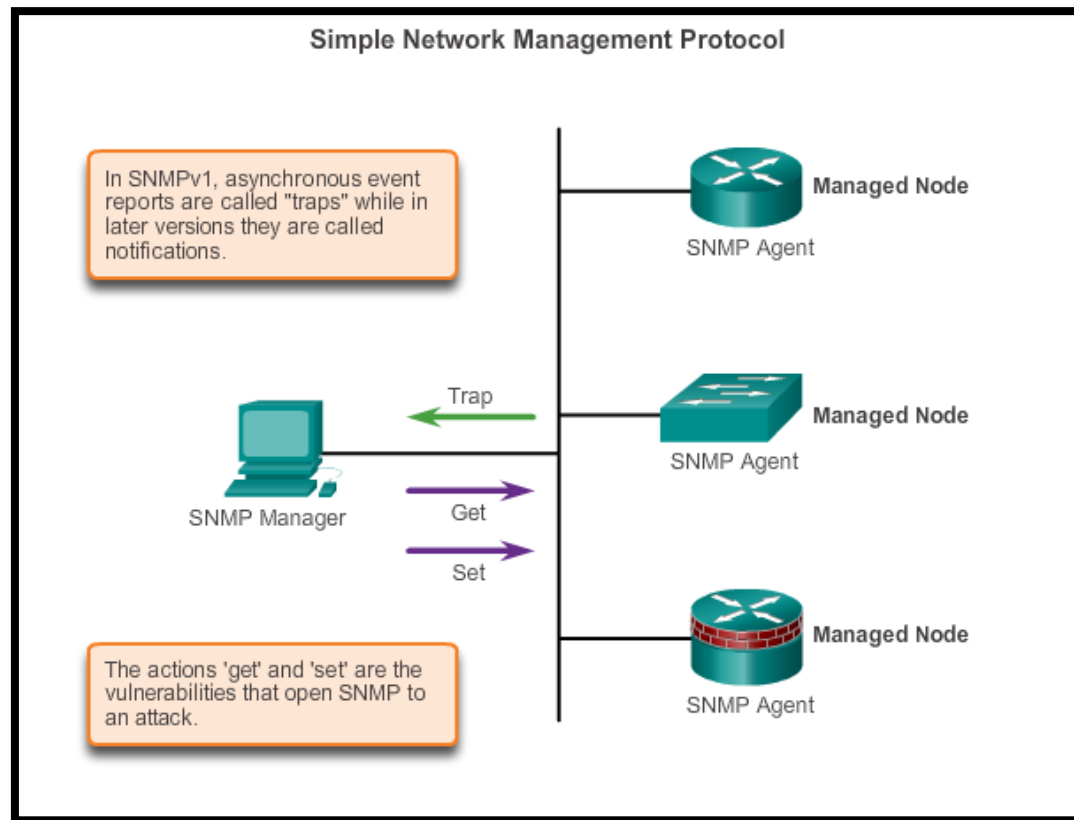 Simple Network Management Protocol
In SNMPv1, asynchronous event
reports are called "traps" while in
later versions they are called
notifications.
Managed Node
SNMP Agent
Trap
Managed Node
SNMP Agent
SNMP Manager
Get
Set
Managed Node
SNMP Agent
The actions 'get' and 'set' are the
vulnerabilities that open SNMP to
an attack.